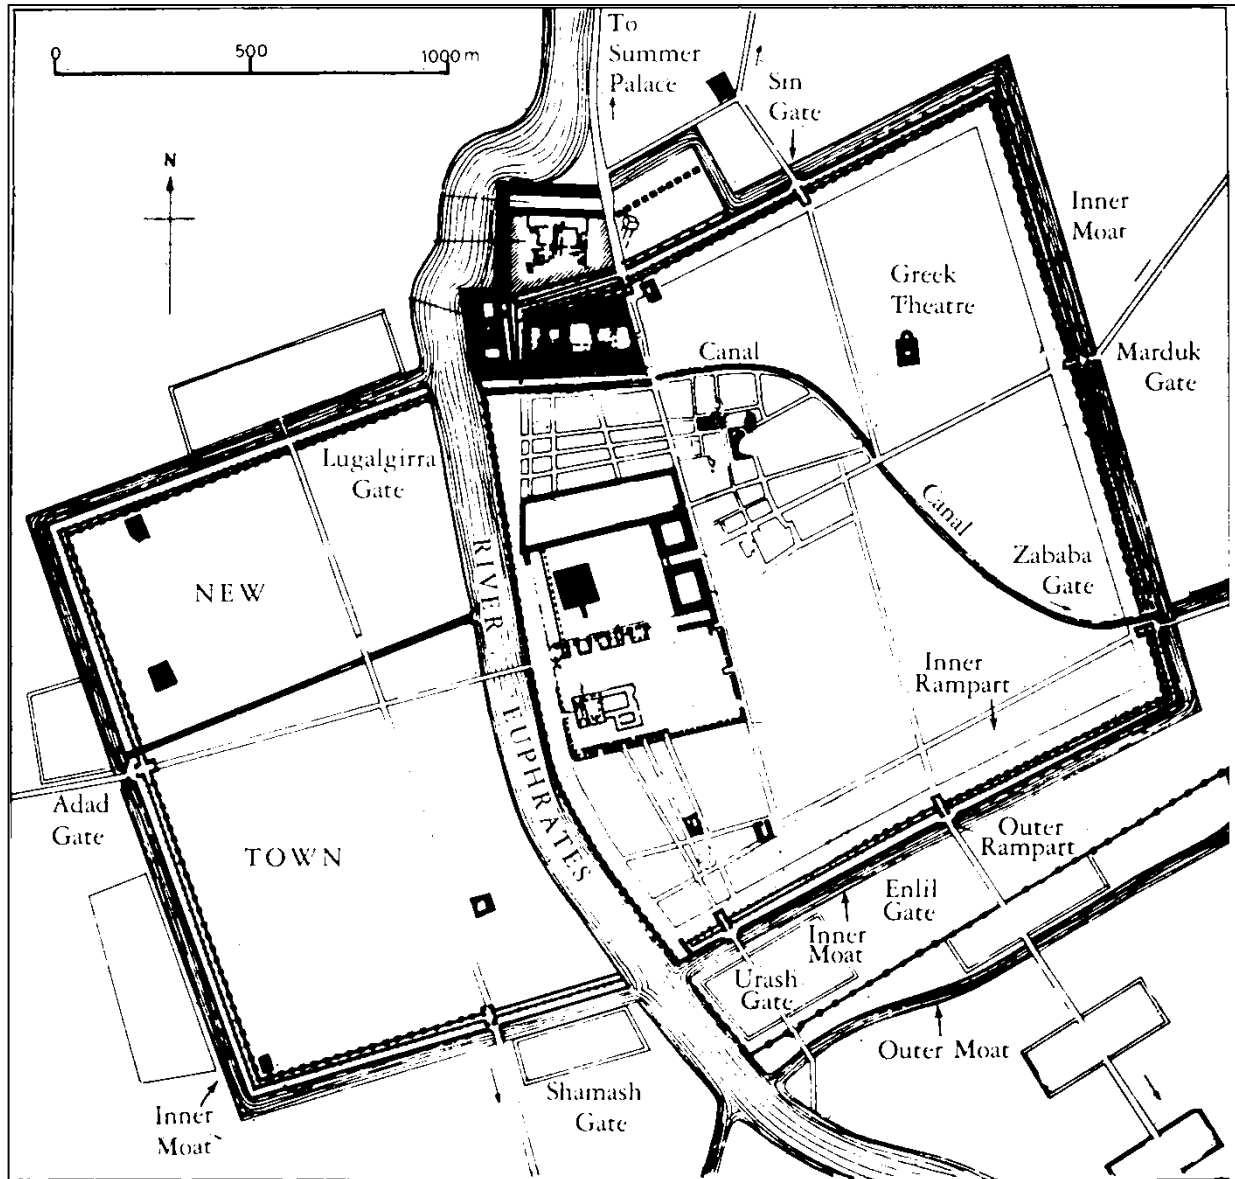 0 500 1000m
To
Summer
Palace
Sin
Gate
N
Inner
Moat
Greek
Theatre
Marduk
Gate
Canal
Lugalgirra
Gate
Canal
Zababa
Gate
NEW
RIVER
Inner
Rampart
EUPHRATES
Adad
Gate
TOWN
Outer
Rampart
Enlil
Gate
Inner
Moat
Urash
Gate
Outer Moat
Shamash
Gate
Inner
Moat